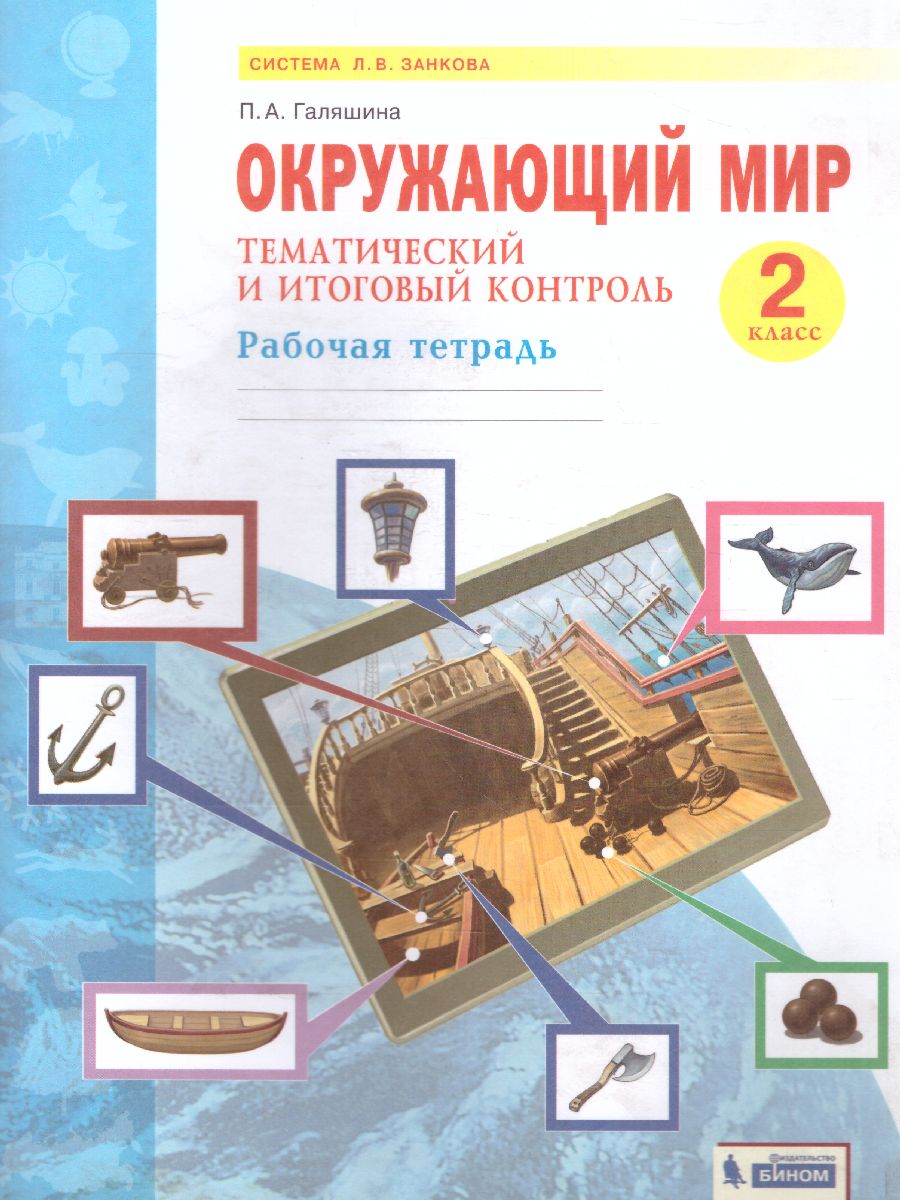 СИСТЕМА Л. В. ЗАНКОВА
П. А. Галяшина
ОКРУЖАЮЩИЙ МИР
ТЕМАТИЧЕСКИЙ
И ИТОГОВЫЙ КОНТРОЛЬ
2
КЛАСС
Рабочая тетрадь
ИЗДАТЕЛЬСТВО
БИНОМ